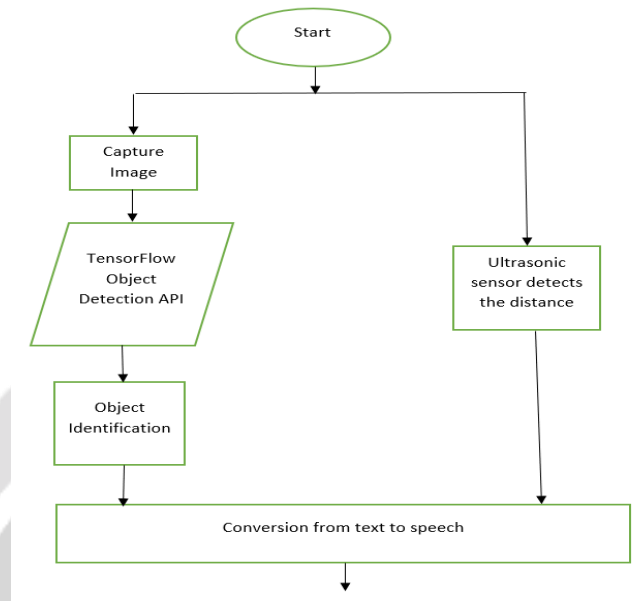 Start
Capture
Image
TensorFlow
Object
Detection API
Ultrasonic
sensor detects
the distance
Object
Identification
Conversion from text to speech